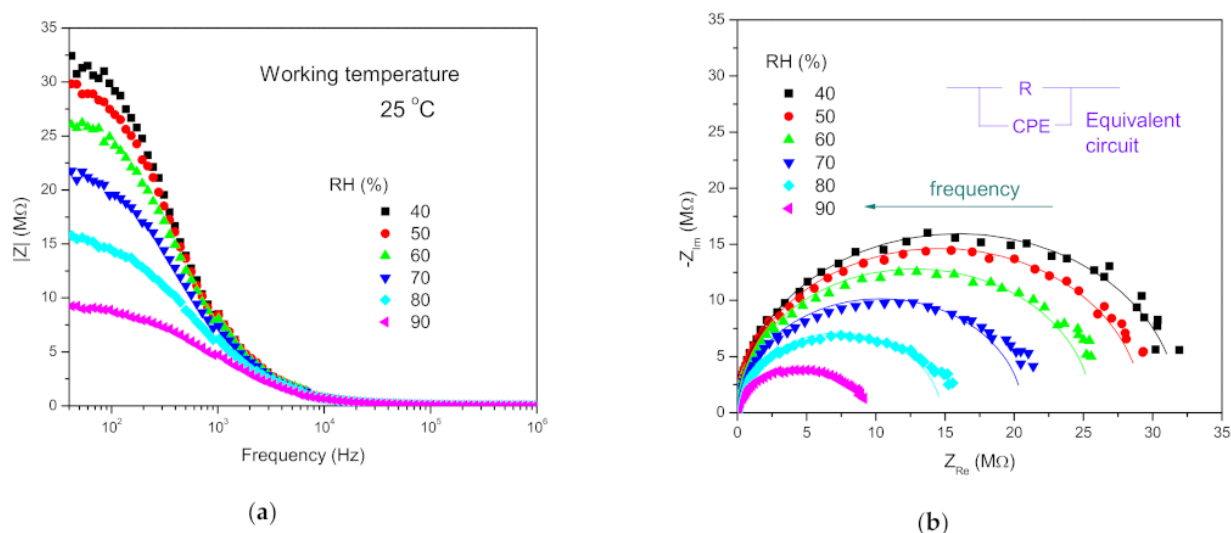 35
30
25
20
15
10
5
0
|Z| (MΩ)
Working temperature
25 °C
RH (%)
40
50
60
70
80
90
10²
10³
10⁴
10⁵
10⁶
Frequency (Hz)
(a)
35
30
25
20
15
10
5
0
-Z_Im (MΩ)
RH (%)
40
50
60
70
80
90
R
CPE
Equivalent
circuit
frequency
0
5
10
15
20
25
30
35
Z_Re (MΩ)
(b)